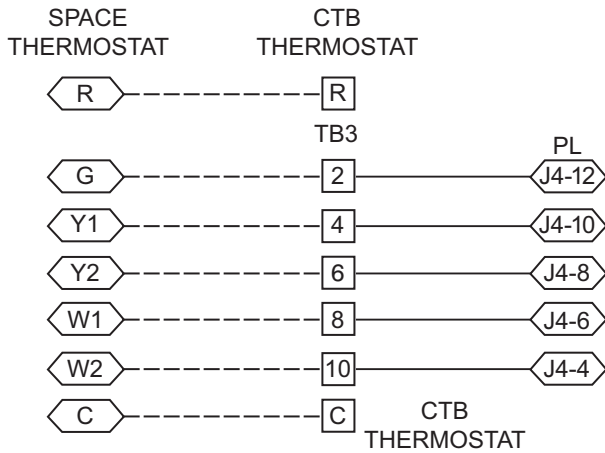 SPACE CTB
THERMOSTAT THERMOSTAT
R R
TB3 PL
G 2 J4-12
Y1 4 J4-10
Y2 6 J4-8
W1 8 J4-6
W2 10 J4-4
C C CTB
THERMOSTAT